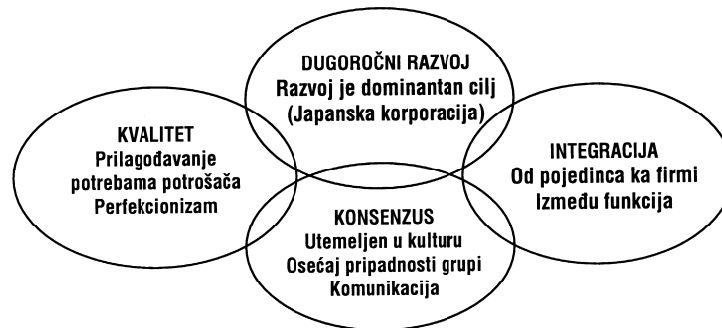 DUGOROČNI RAZVOJ
Razvoj je dominantan cilj
(Japanska korporacija)
KVALITET
Prilagođavanje
potrebama potrošača
Perfekcionizam
INTEGRACIJA
Od pojedinca ka firmi
Između funkcija
KONSENZUS
Utemeljen u kulturu
Osećaj pripadnosti grupi
Komunikacija